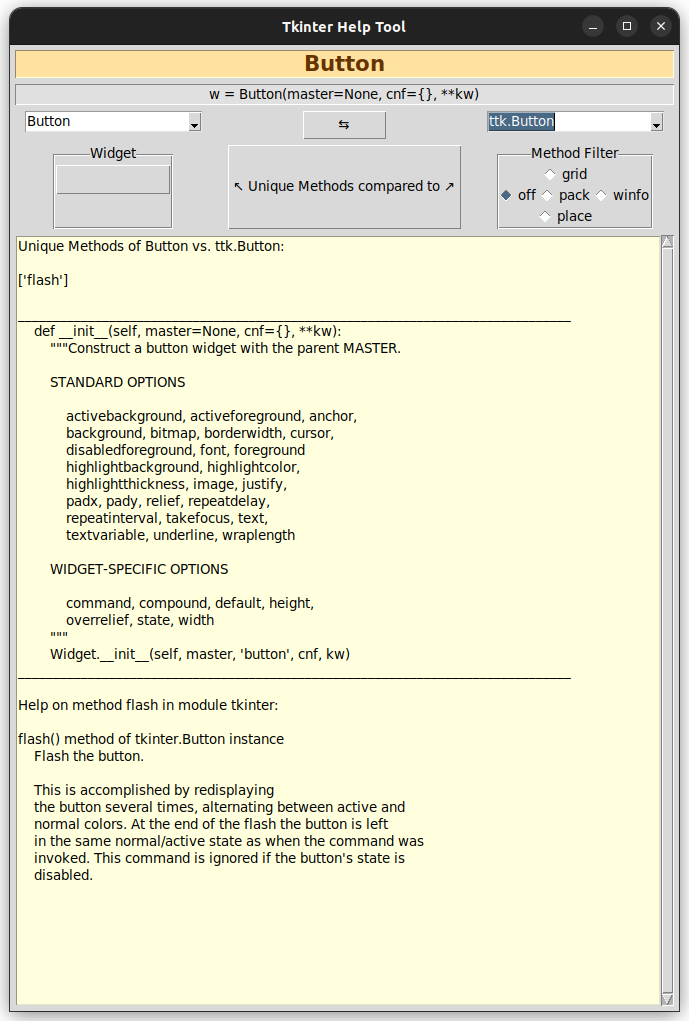 Tkinter Help Tool
Button
w = Button(master=None, cnf={}, **kw)
Button ⇆ ttk.Button
Widget
↖ Unique Methods compared to ↗
Method Filter
grid
off pack winfo
place
Unique Methods of Button vs. ttk.Button:
['flash']
def __init__(self, master=None, cnf={}, **kw):
"""Construct a button widget with the parent MASTER.
STANDARD OPTIONS
activebackground, activeforeground, anchor,
background, bitmap, borderwidth, cursor,
disabledforeground, font, foreground
highlightbackground, highlightcolor,
highlightthickness, image, justify,
padx, pady, relief, repeatdelay,
repeatinterval, takefocus, text,
textvariable, underline, wraplength
WIDGET-SPECIFIC OPTIONS
command, compound, default, height,
overrelief, state, width
"""
Widget.__init__(self, master, 'button', cnf, kw)
Help on method flash in module tkinter:
flash() method of tkinter.Button instance
Flash the button.
This is accomplished by redisplaying
the button several times, alternating between active and
normal colors. At the end of the flash the button is left
in the same normal/active state as when the command was
invoked. This command is ignored if the button's state is
disabled.